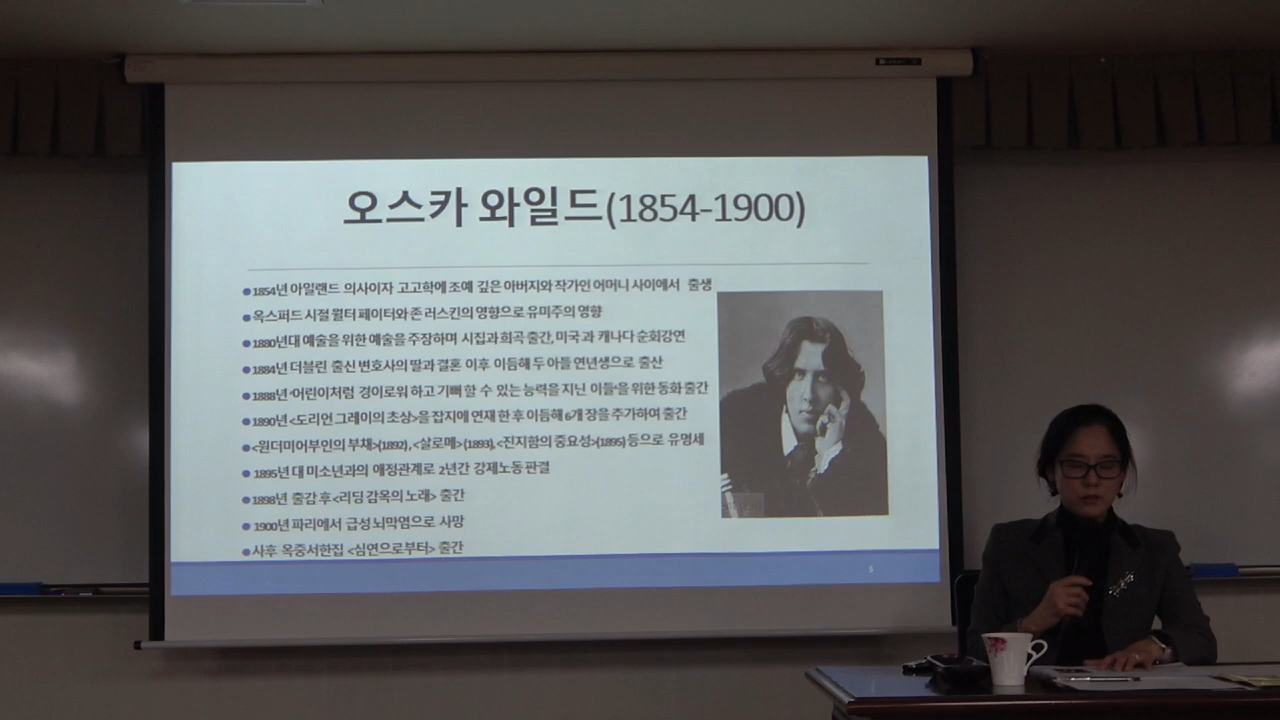 오스카 와일드(1854-1900)
●1854년 아일랜드 의사이자 고고학에 조예 깊은 아버지와 작가인 어머니 사이에서 출생
●옥스퍼드 시절 월터 페이터와 존 러스킨의 영향으로 유미주의 영향
●1880년대 예술을 위한 예술을 주장하며 시집과 희곡 출간, 미국과 캐나다 순회강연
●1884년 더블린 출신 변호사의 딸과 결혼 이후 이듬해 두 아들 연년생으로 출산
●1888년 '어린이처럼 경이로워 하고 기뻐 할 수 있는 능력을 지닌 이들'을 위한 동화 출간
●1890년 <도리언 그레이의 초상>을 잡지에 연재 한 후 이듬해 6개 장을 추가하여 출간
●<윈더미어부인의 부채>(1892), <살로메>(1893), <진지함의 중요성>(1895) 등으로 유명세
●1895년 대 미소년과의 애정관계로 2년간 강제노동 판결
●1898년 출감 후 <리딩 감옥의 노래> 출간
●1900년 파리에서 급성 뇌막염으로 사망
●사후 옥중서한집 <심연으로부터> 출간
5